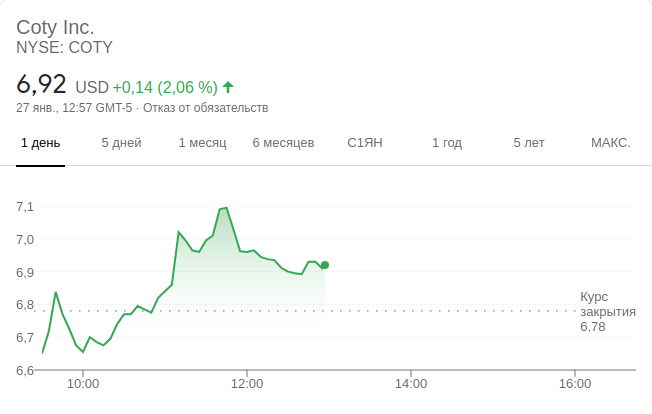 Coty Inc.
NYSE: COTY
6,92 USD +0,14 (2,06 %)
27 янв., 12:57 GMT-5 · Отказ от обязательств
1 день 5 дней 1 месяц 6 месяцев С1ЯН 1 год 5 лет МАКС.
7,1
7,0
6,9
6,8
6,7
6,6
Курс
закрытия
6,78
10:00 12:00 14:00 16:00